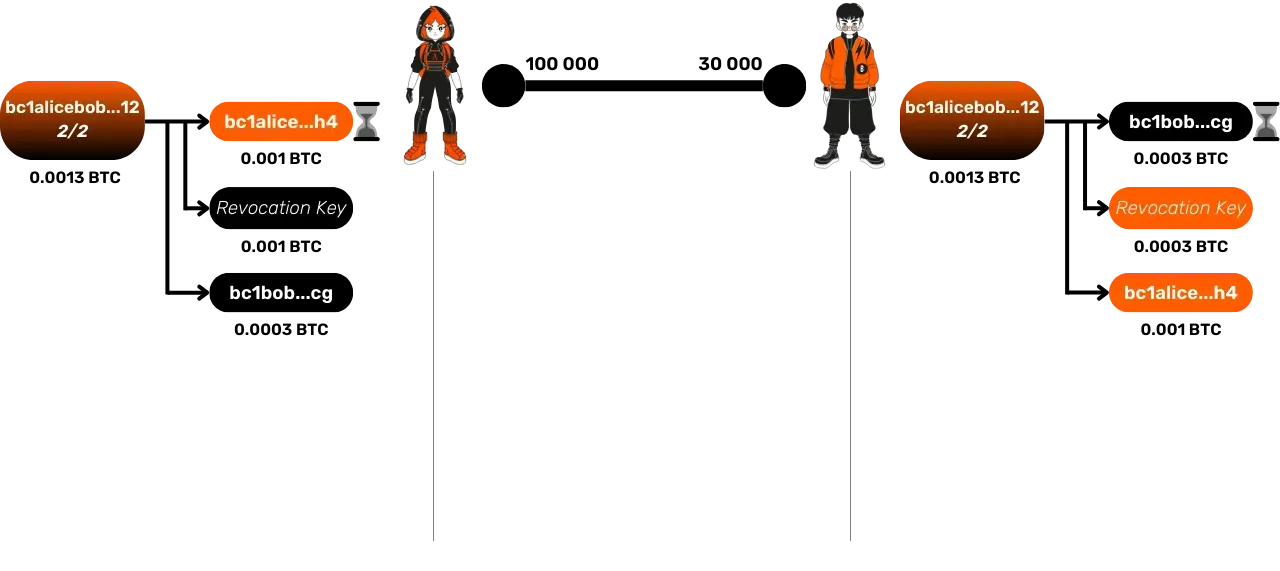 100 000
30 000
bc1alicebob...12
2/2
0.0013 BTC
bc1alice...h4
0.001 BTC
Revocation Key
0.001 BTC
bc1bob...cg
0.0003 BTC
bc1alicebob...12
2/2
0.0013 BTC
bc1bob...cg
0.0003 BTC
Revocation Key
0.0003 BTC
bc1alice...h4
0.001 BTC